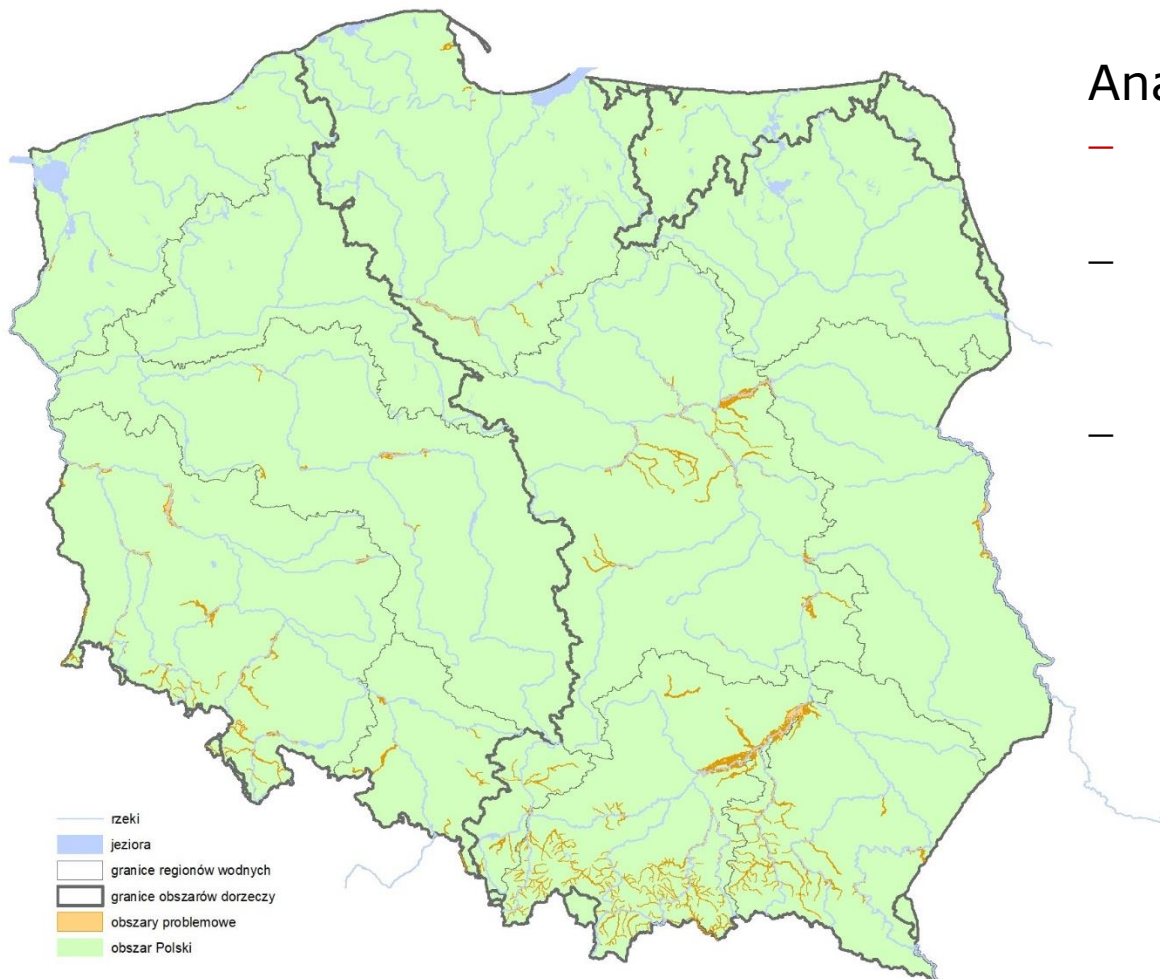 Ana
–
–
–
rzeki
jeziora
granice regionów wodnych
granice obszarów dorzeczy
obszary problemowe
obszar Polski